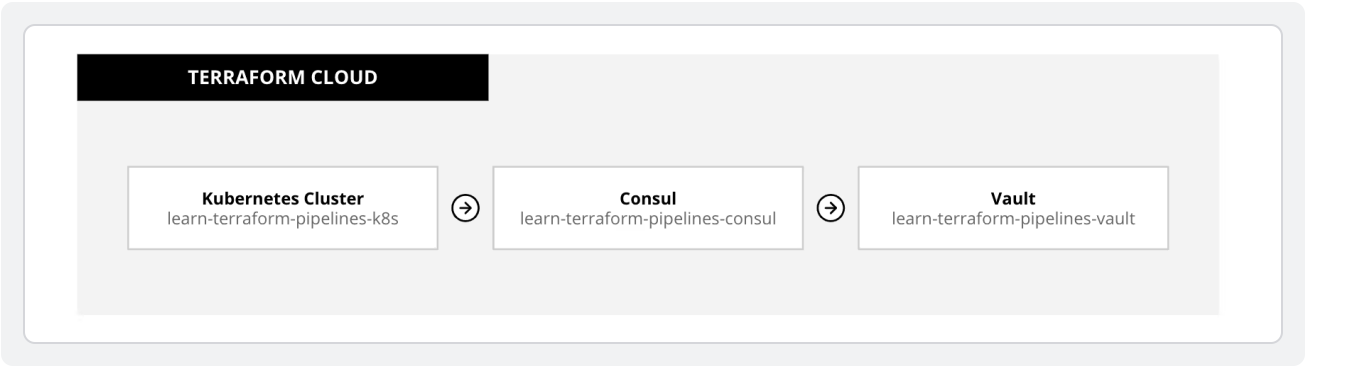 TERRAFORM CLOUD
Kubernetes Cluster
learn-terraform-pipelines-k8s
Consul
learn-terraform-pipelines-consul
Vault
learn-terraform-pipelines-vault